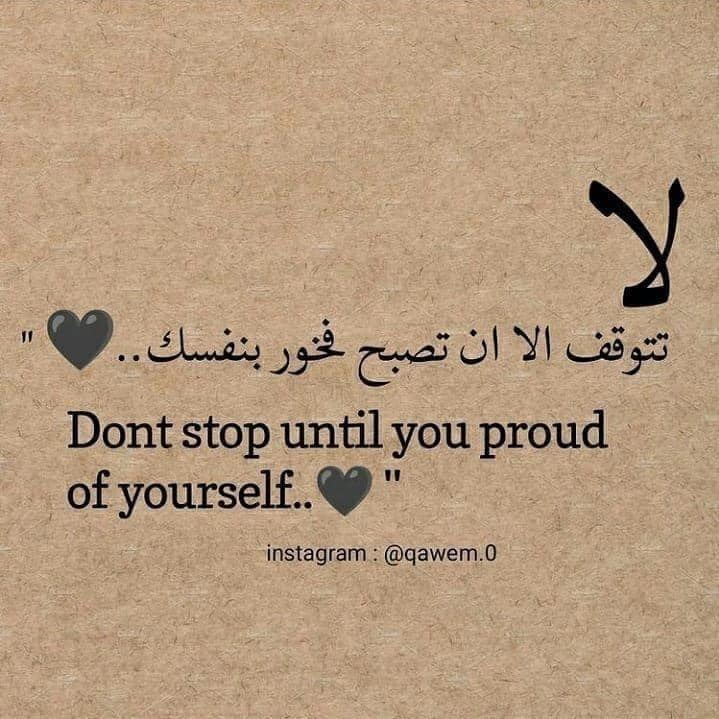 لا
تتوقف الا ان تصبح فخور بنفسك..🖤 "
Dont stop until you proud
of yourself..🖤 "
instagram : @qawem.0